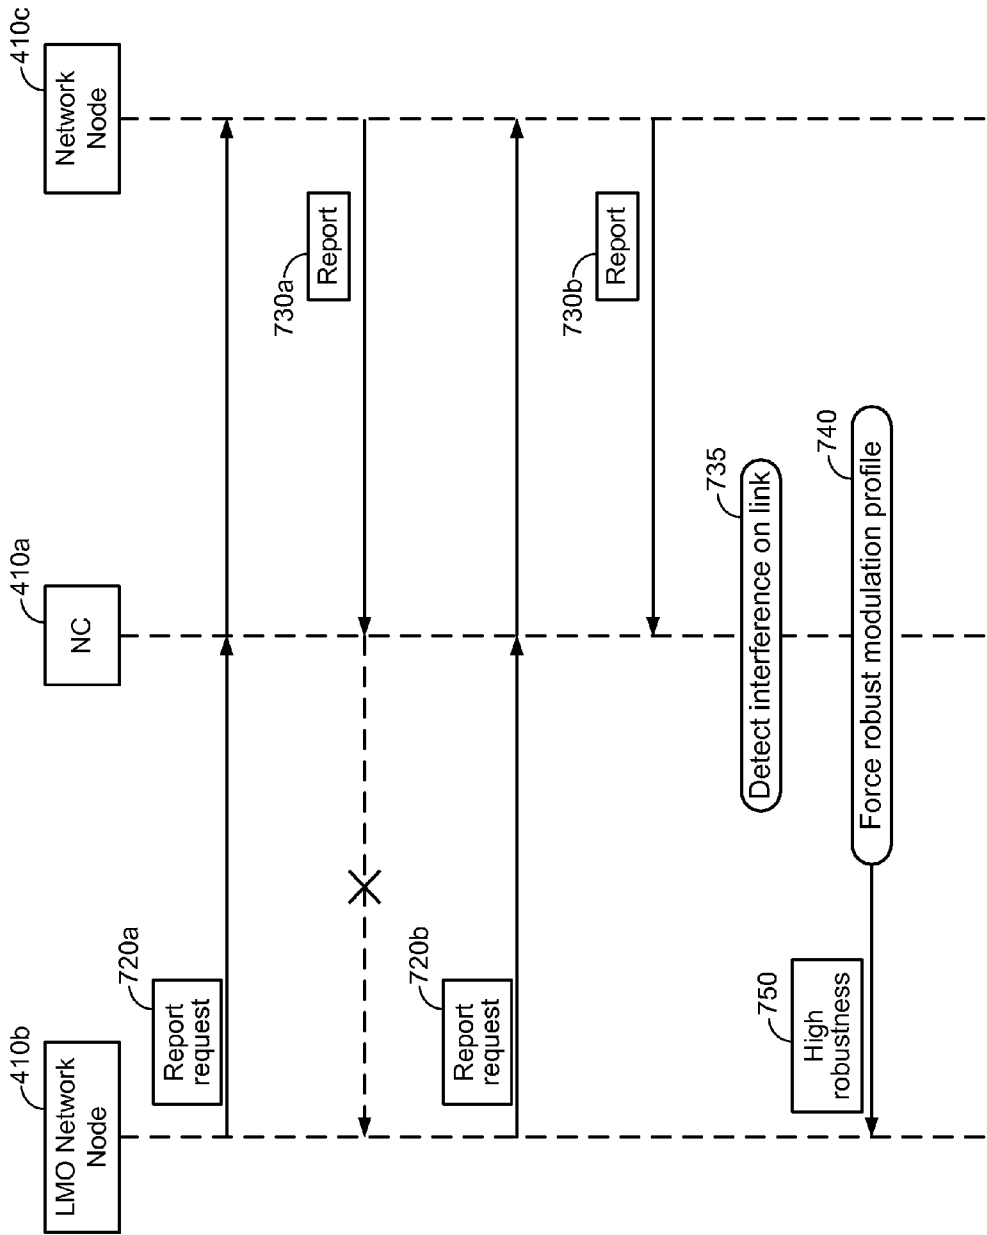 410b
LMO Network
Node
410a
NC
410c
Network
Node
720a
Report
request
730a
Report
720b
Report
request
730b
Report
735
Detect interference on link
740
Force robust modulation profile
750
High
robustness